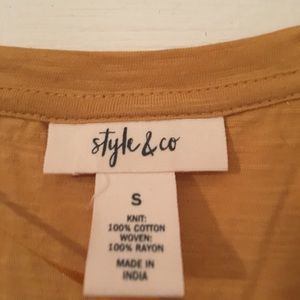 style & co
S
KNIT:
100% COTTON
WOVEN:
100% RAYON
MADE IN
INDIA